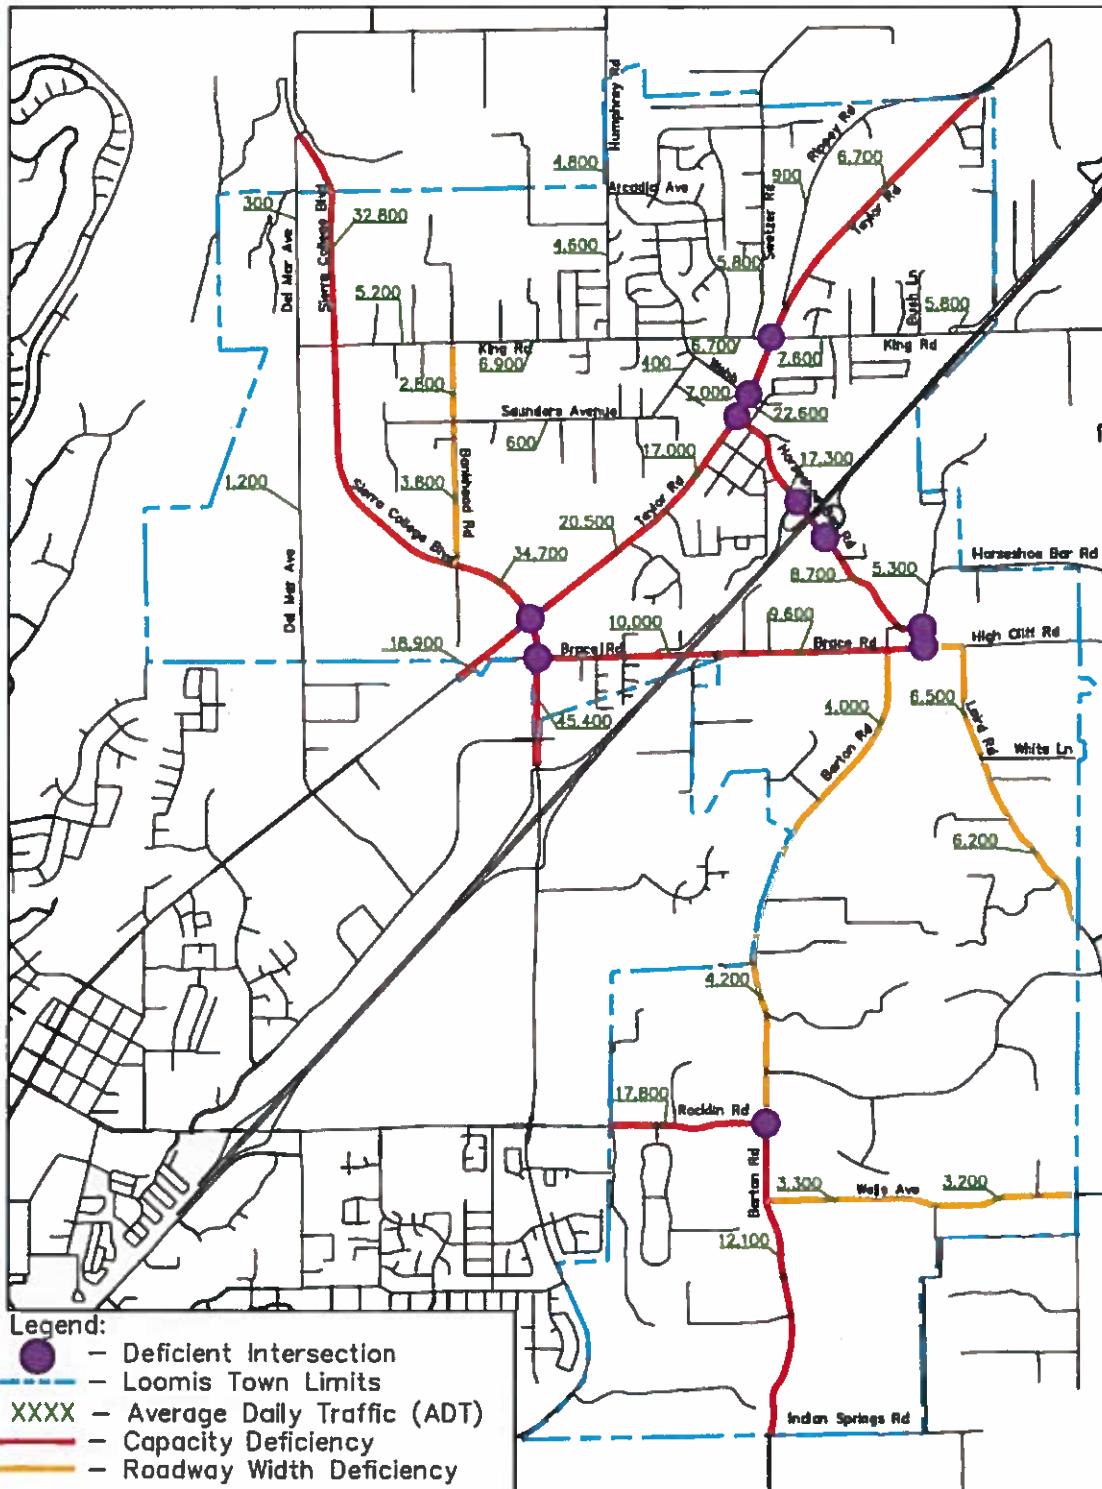 Humphrey Rd
4,800
Arcadia Ave
Rippey Rd
6,700
900
Taylor Rd
Swetzer Rd
300
Sierra College Blvd
32,800
Del Mar Ave
4,600
5,800
5,200
Bush Ln
5,800
King Rd
6,900
6,700
7,600
King Rd
400
Webb
2,800
7,000
22,600
Saunders Avenue
600
17,000
Bankhead Rd
3,800
1,200
Sierra College Blvd
Taylor Rd
17,300
20,500
34,700
Horseshoe Bar Rd
8,700
5,300
Del Mar Ave
9,600
10,000
18,900
Brace Rd
Brace Rd
High Cliff Rd
45,400
4,000
6,500
Barton Rd
Laird Rd
White Ln
6,200
4,200
17,800
Rocklin Rd
Barton Rd
3,300
Wells Ave
3,200
12,100
Indian Springs Rd
Legend:
– Deficient Intersection
– Loomis Town Limits
XXXX – Average Daily Traffic (ADT)
– Capacity Deficiency
– Roadway Width Deficiency